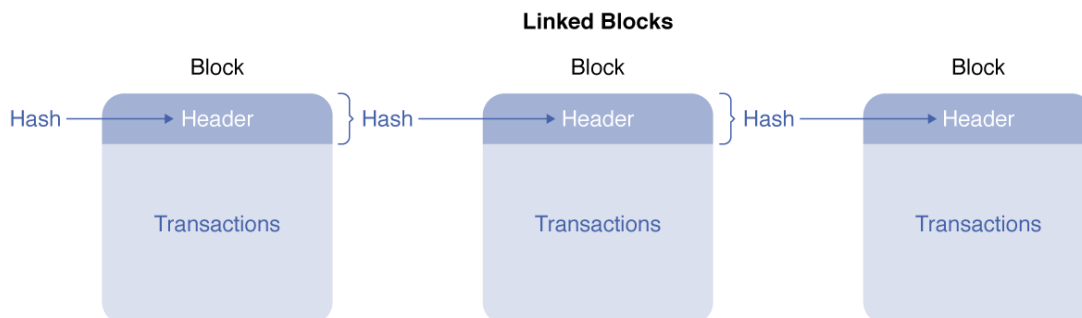 Linked Blocks
Block Block Block
Hash Header Hash Header Hash Header
Transactions Transactions Transactions